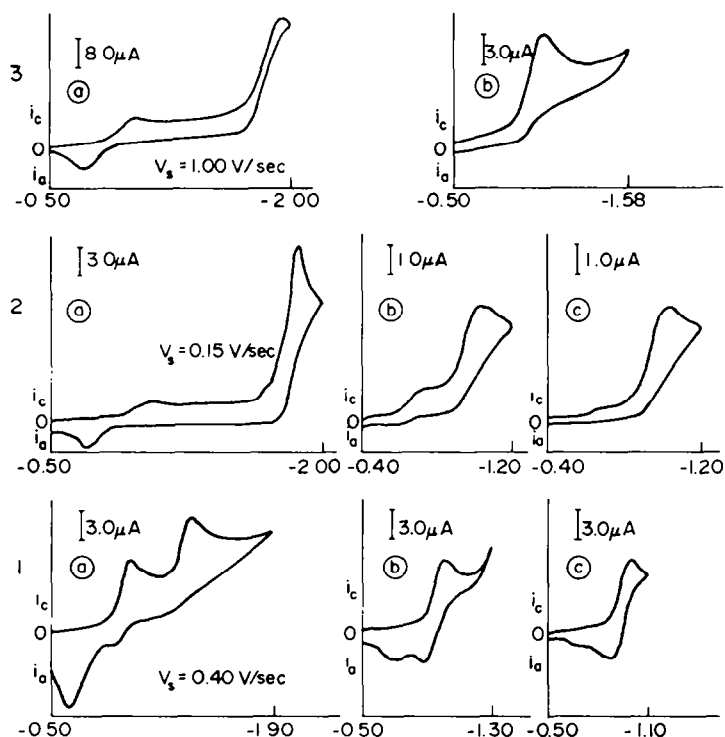 3
8.0μA
a
i_c
0
i_a
V_s = 1.00 V/sec
-0.50
-2.00
3.0μA
b
i_c
0
i_a
-0.50
-1.58
2
3.0μA
a
V_s = 0.15 V/sec
i_c
0
i_a
-0.50
-2.00
1.0μA
b
i_c
0
i_a
-0.40
-1.20
1.0μA
c
i_c
0
i_a
-0.40
-1.20
1
3.0μA
a
i_c
0
i_a
V_s = 0.40 V/sec
-0.50
-1.90
3.0μA
b
i_c
0
i_a
-0.50
-1.30
3.0μA
c
i_c
0
i_a
-0.50
-1.10